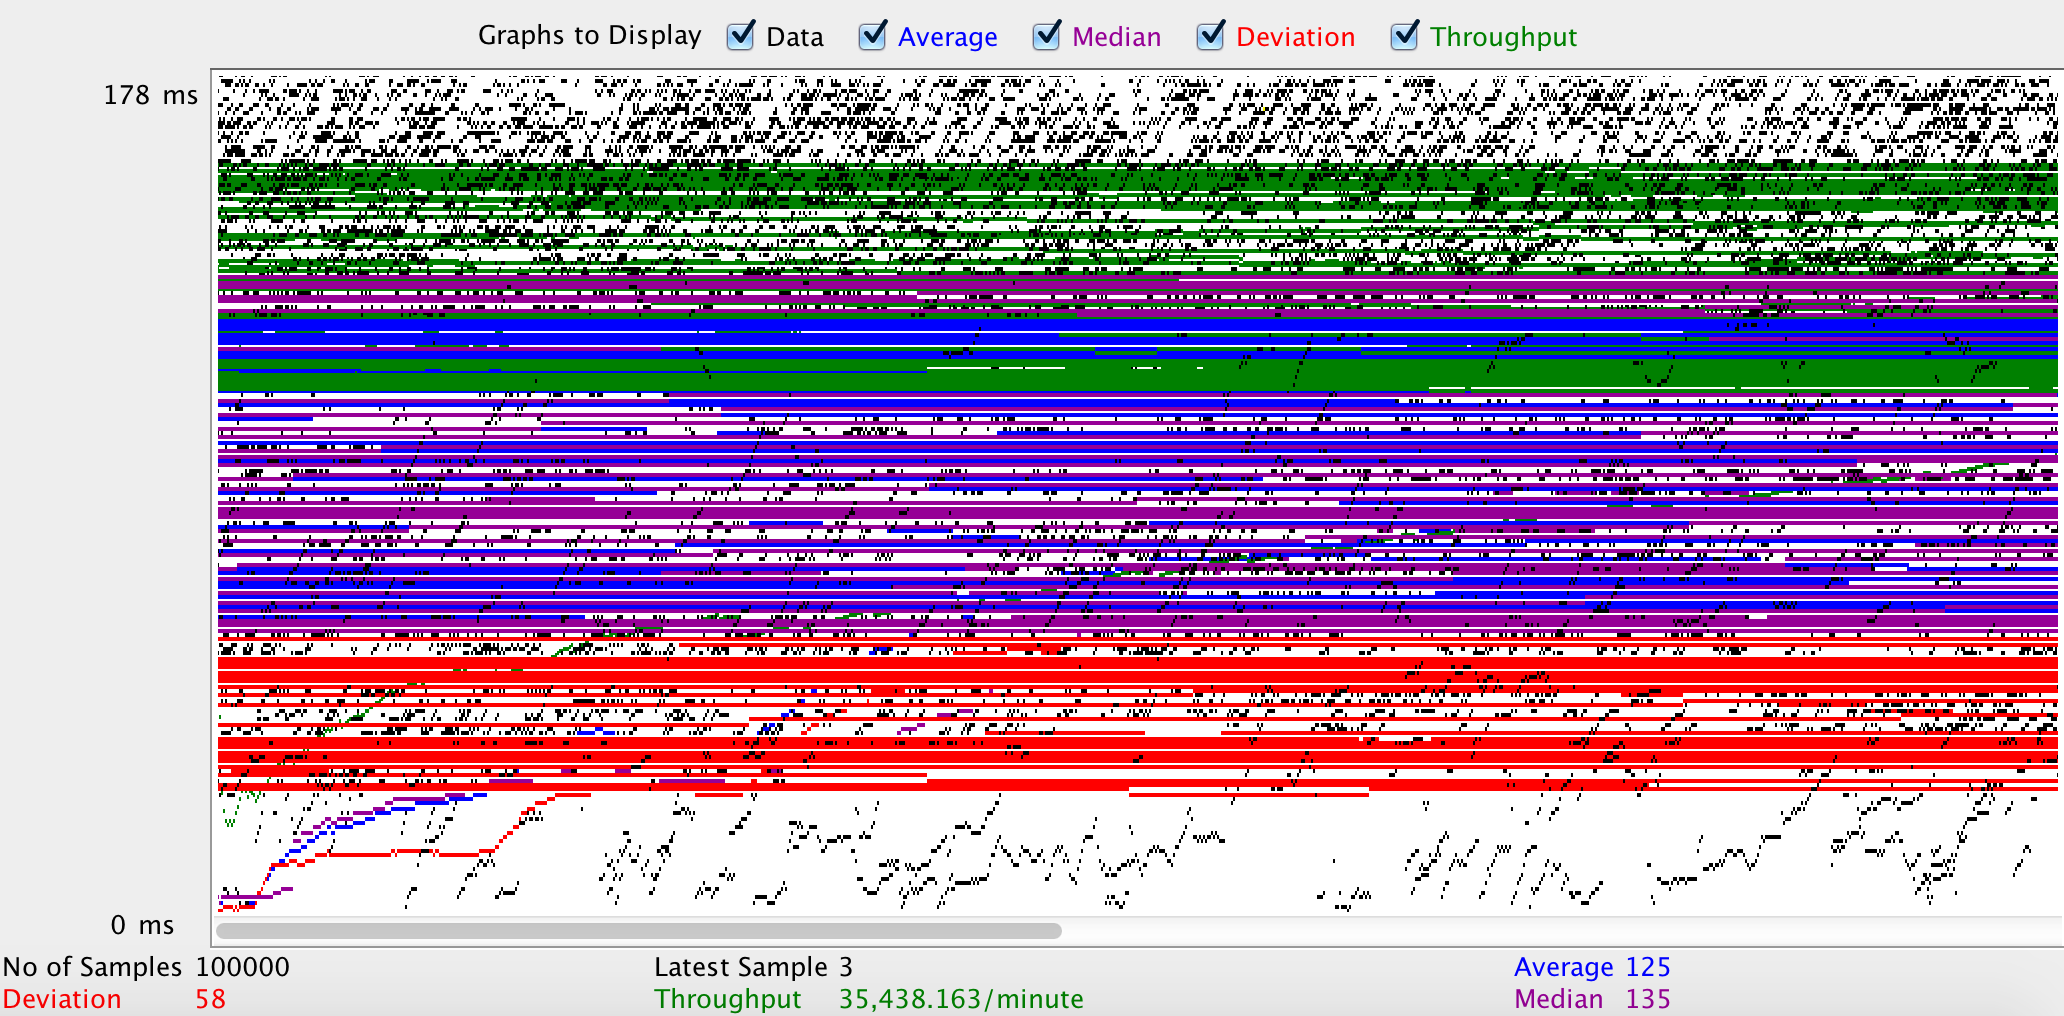 Graphs to Display Data Average Median Deviation Throughput
178 ms
0 ms
No of Samples 100000 Latest Sample 3 Average 125
Deviation 58 Throughput 35,438.163/minute Median 135